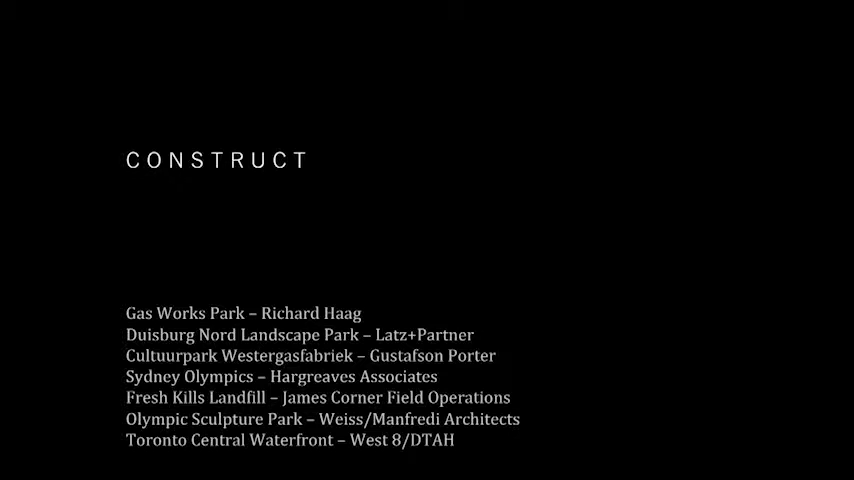 CONSTRUCT
Gas Works Park – Richard Haag
Duisburg Nord Landscape Park – Latz+Partner
Cultuurpark Westergasfabriek – Gustafson Porter
Sydney Olympics – Hargreaves Associates
Fresh Kills Landfill – James Corner Field Operations
Olympic Sculpture Park – Weiss/Manfredi Architects
Toronto Central Waterfront – West 8/DTAH